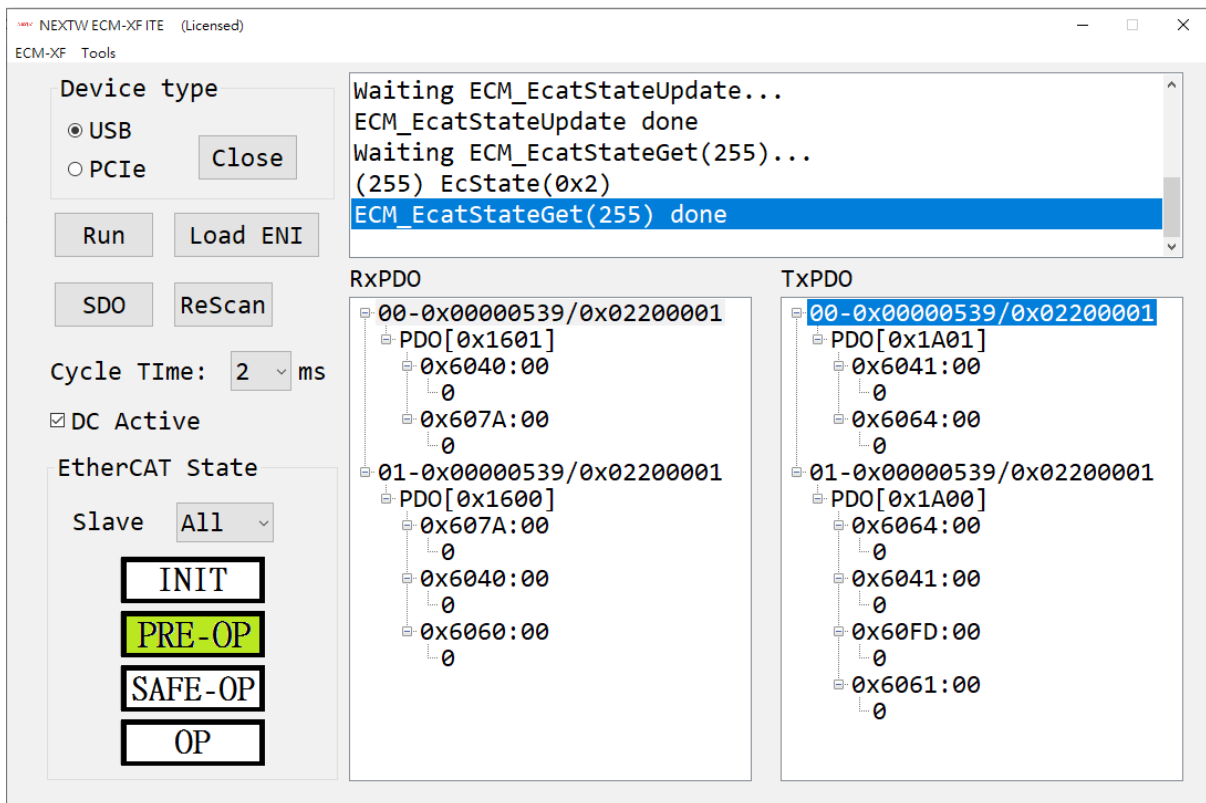 NEXTW NEXTW ECM-XF ITE (Licensed)
ECM-XF Tools
Device type
USB
PCIe
Close
Run
Load ENI
SDO
ReScan
Cycle TIme: 2 ms
DC Active
EtherCAT State
Slave All
INIT
PRE-OP
SAFE-OP
OP
Waiting ECM_EcatStateUpdate...
ECM_EcatStateUpdate done
Waiting ECM_EcatStateGet(255)...
(255) EcState(0x2)
ECM_EcatStateGet(255) done
RxPDO
00-0x00000539/0x02200001
PDO[0x1601]
0x6040:00
0
0x607A:00
0
01-0x00000539/0x02200001
PDO[0x1600]
0x607A:00
0
0x6040:00
0
0x6060:00
0
TxPDO
00-0x00000539/0x02200001
PDO[0x1A01]
0x6041:00
0
0x6064:00
0
01-0x00000539/0x02200001
PDO[0x1A00]
0x6064:00
0
0x6041:00
0
0x60FD:00
0
0x6061:00
0